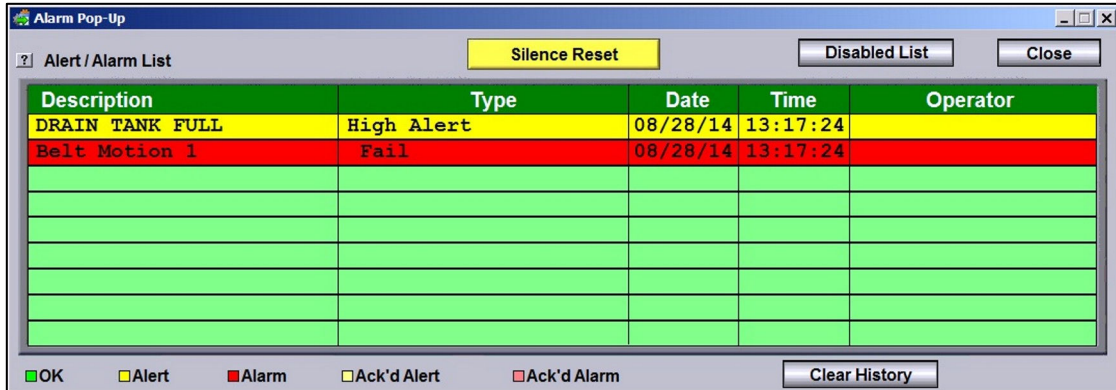 Alarm Pop-Up
? Alert / Alarm List Silence Reset Disabled List Close
Description Type Date Time Operator
DRAIN TANK FULL High Alert 08/28/14 13:17:24
Belt Motion 1 Fail 08/28/14 13:17:24
OK Alert Alarm Ack'd Alert Ack'd Alarm Clear History